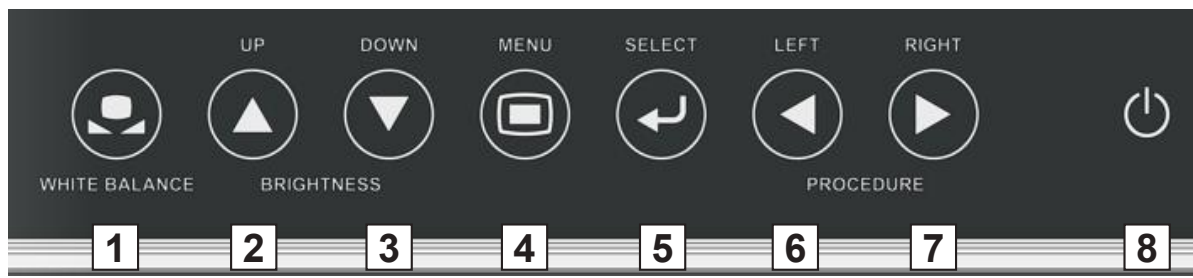 UP DOWN MENU SELECT LEFT RIGHT
WHITE BALANCE BRIGHTNESS PROCEDURE
1 2 3 4 5 6 7 8